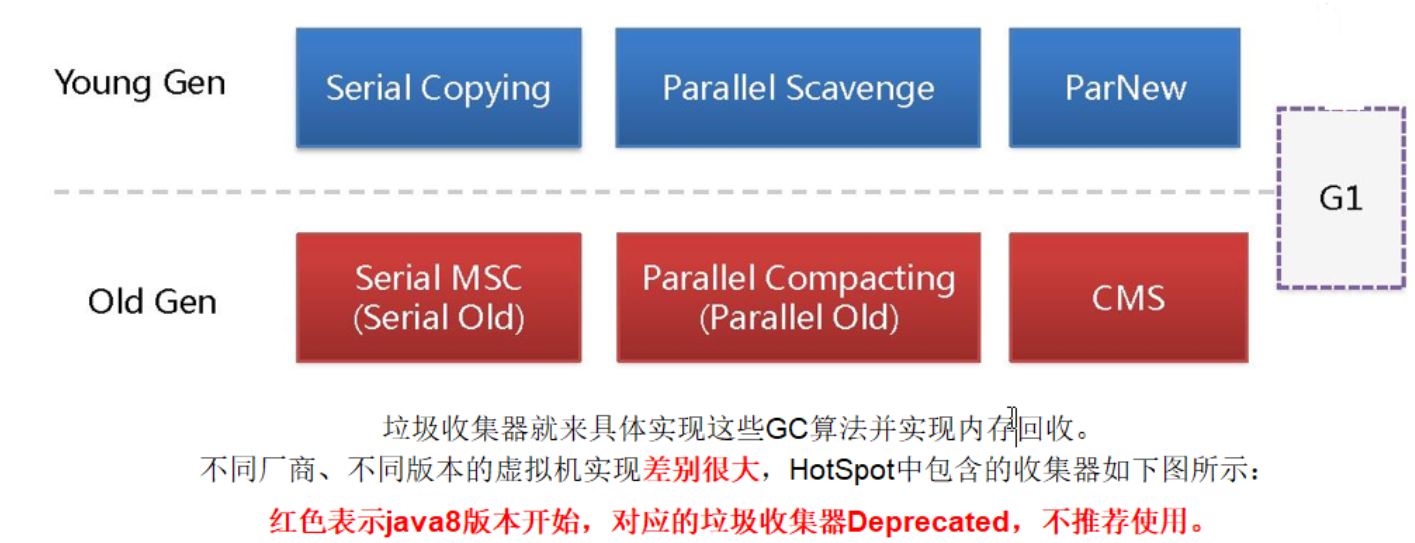 Young Gen
Serial Copying
Parallel Scavenge
ParNew
G1
Old Gen
Serial MSC
(Serial Old)
Parallel Compacting
(Parallel Old)
CMS
垃圾收集器就来具体实现这些GC算法并实现内存回收。
不同厂商、不同版本的虚拟机实现差别很大，HotSpot中包含的收集器如下图所示：
红色表示java8版本开始，对应的垃圾收集器Deprecated，不推荐使用。